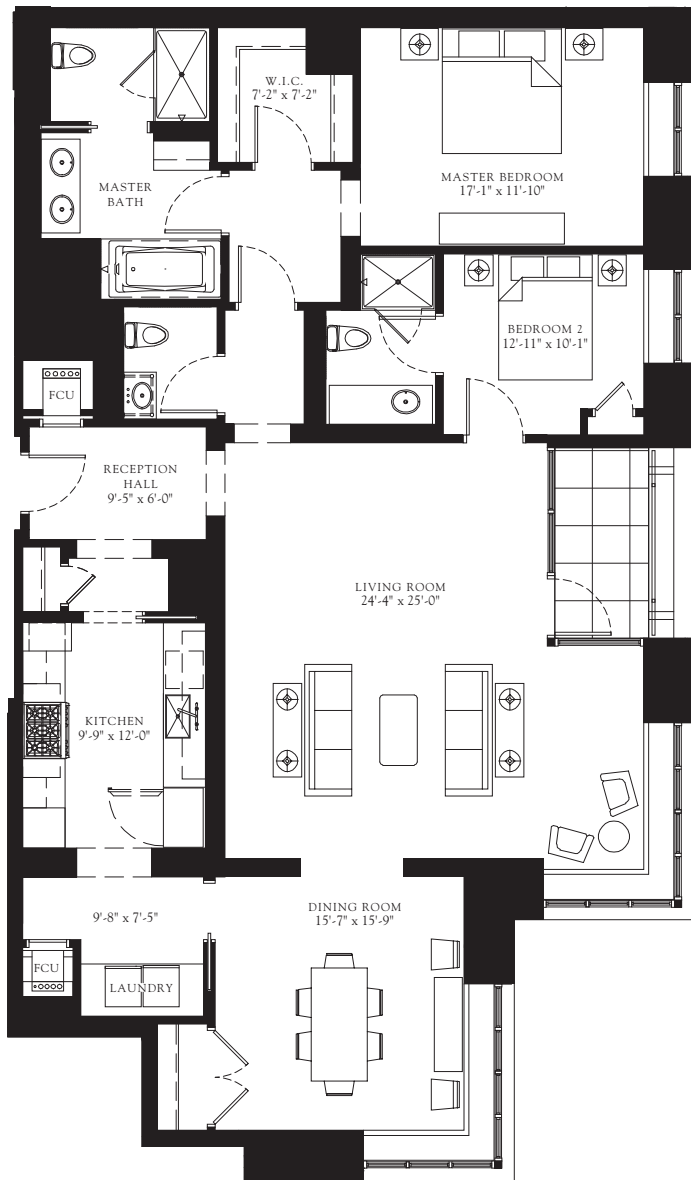 W.I.C.
7'-2" x 7'-2"
MASTER BEDROOM
17'-1" x 11'-10"
MASTER
BATH
BEDROOM 2
12'-11" x 10'-1"
FCU
RECEPTION
HALL
9'-5" x 6'-0"
LIVING ROOM
24'-4" x 25'-0"
KITCHEN
9'-9" x 12'-0"
DINING ROOM
15'-7" x 15'-9"
9'-8" x 7'-5"
FCU
LAUNDRY